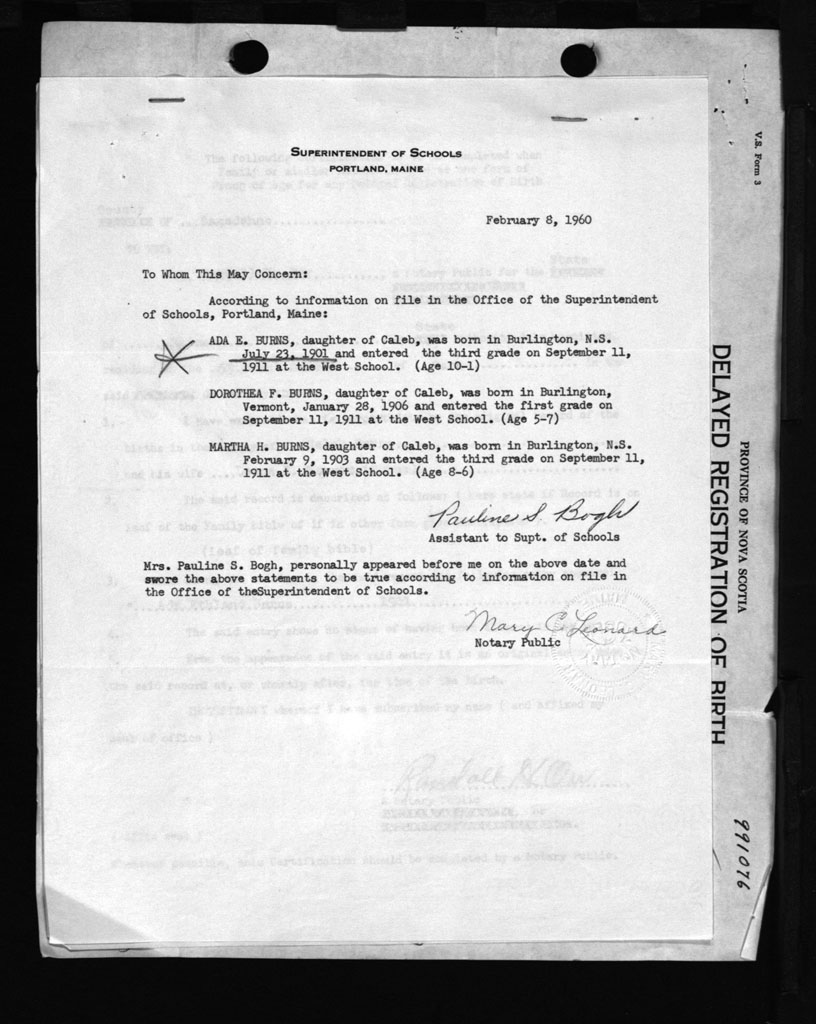 SUPERINTENDENT OF SCHOOLS
PORTLAND, MAINE
February 8, 1960
To Whom This May Concern:
According to information on file in the Office of the Superintendent
of Schools, Portland, Maine:
ADA E. BURNS, daughter of Caleb, was born in Burlington, N.S.
July 23, 1901 and entered the third grade on September 11,
1911 at the West School. (Age 10-1)
DOROTHEA F. BURNS, daughter of Caleb, was born in Burlington,
Vermont, January 28, 1906 and entered the first grade on
September 11, 1911 at the West School. (Age 5-7)
MARTHA H. BURNS, daughter of Caleb, was born in Burlington, N.S.
February 9, 1903 and entered the third grade on September 11,
1911 at the West School. (Age 8-6)
Pauline S Bogh
Assistant to Supt. of Schools
Mrs. Pauline S. Bogh, personally appeared before me on the above date and
swore the above statements to be true according to information on file in
the Office of theSuperintendent of Schools.
Mary C. Leonard
Notary Public
Randall H. Orr
V.S. Form 3
PROVINCE OF NOVA SCOTIA
DELAYED REGISTRATION OF BIRTH
991076